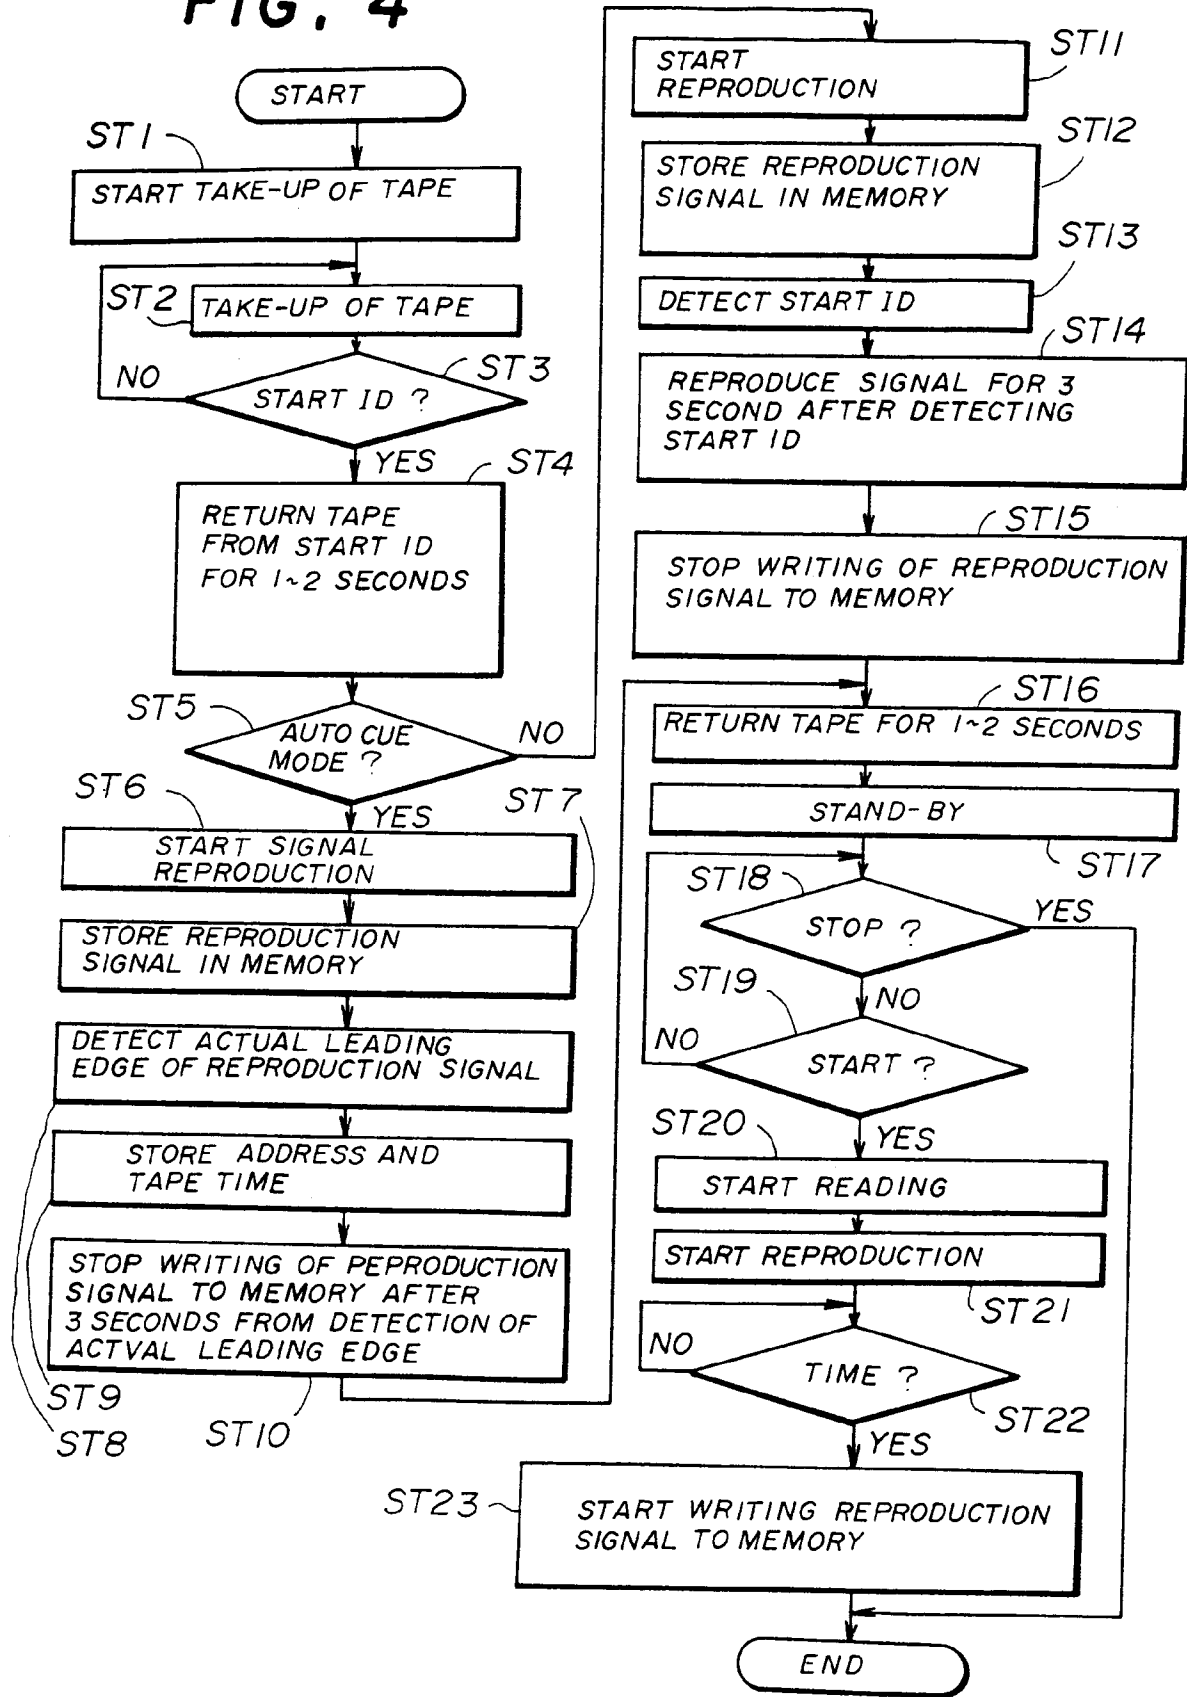 FIG. 4
START
ST1
START TAKE-UP OF TAPE
ST2
TAKE-UP OF TAPE
ST3
NO
START ID ?
YES
ST4
RETURN TAPE
FROM START ID
FOR 1~2 SECONDS
ST5
AUTO CUE
MODE ?
NO
YES
ST6
START SIGNAL
REPRODUCTION
ST7
STORE REPRODUCTION
SIGNAL IN MEMORY
DETECT ACTUAL LEADING
EDGE OF REPRODUCTION SIGNAL
STORE ADDRESS AND
TAPE TIME
STOP WRITING OF PEPRODUCTION
SIGNAL TO MEMORY AFTER
3 SECONDS FROM DETECTION OF
ACTVAL LEADING EDGE
ST9
ST8
ST10
ST11
START
REPRODUCTION
ST12
STORE REPRODUCTION
SIGNAL IN MEMORY
ST13
DETECT START ID
ST14
REPRODUCE SIGNAL FOR 3
SECOND AFTER DETECTING
START ID
ST15
STOP WRITING OF REPRODUCTION
SIGNAL TO MEMORY
ST16
RETURN TAPE FOR 1~2 SECONDS
STAND-BY
ST17
ST18
STOP ?
YES
NO
ST19
NO
START ?
YES
ST20
START READING
START REPRODUCTION
ST21
NO
TIME ?
ST22
YES
ST23
START WRITING REPRODUCTION
SIGNAL TO MEMORY
END